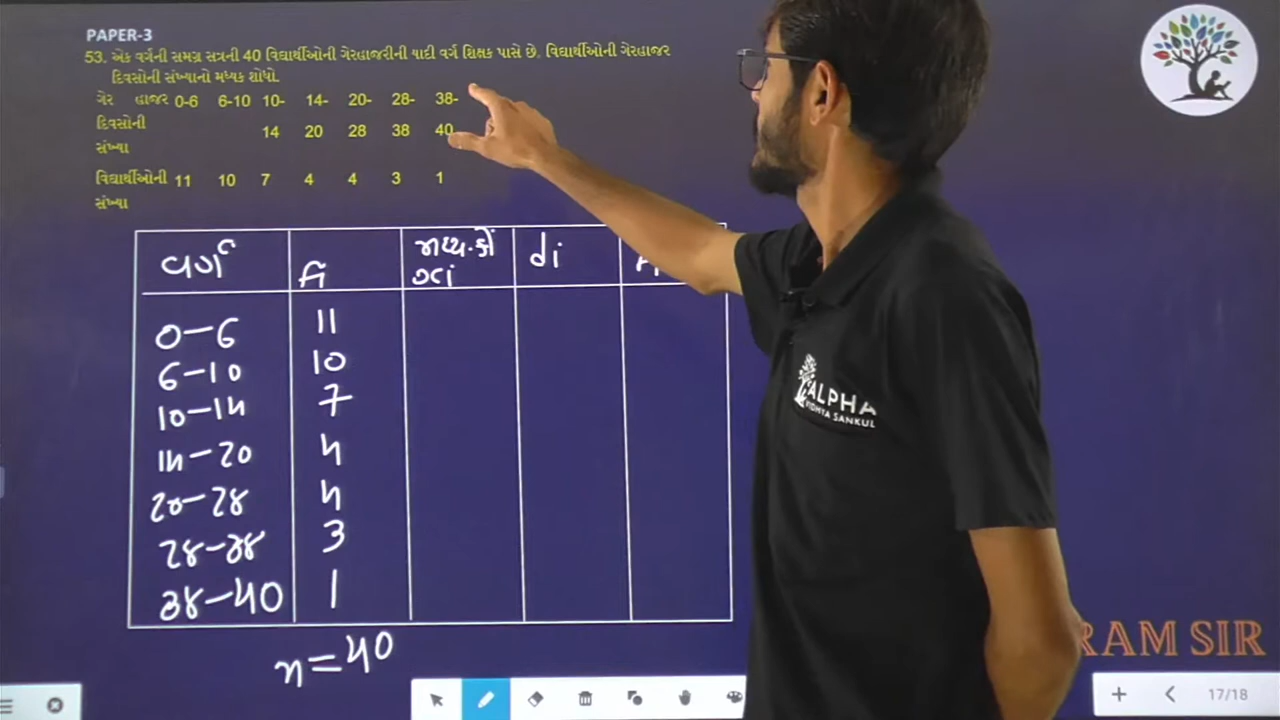 PAPER-3
53. એક વર્ગની સમગ્ર સત્રની 40 વિદ્યાર્થીઓની ગેરહાજરીની યાદી વર્ગ શિક્ષક પાસે છે. વિદ્યાર્થીઓની ગેરહાજર
દિવસોની સંખ્યાનો મધ્યક શોધો.
ગેર હાજર 0-6 6-10 10- 14- 20- 28- 38-
દિવસોની 14 20 28 38 40
સંખ્યા
વિદ્યાર્થીઓની 11 10 7 4 4 3 1
સંખ્યા
વર્ગ fi મધ્ય.કીં xi di
0-6 11
6-10 10
10-14 7
14-20 4
20-28 4
28-38 3
38-40 1
n=40
ALPHA
VIDHYA SANKUL
RAM SIR
17/18